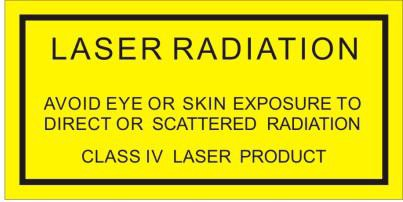 LASER RADIATION
AVOID EYE OR SKIN EXPOSURE TO
DIRECT OR SCATTERED RADIATION
CLASS IV LASER PRODUCT